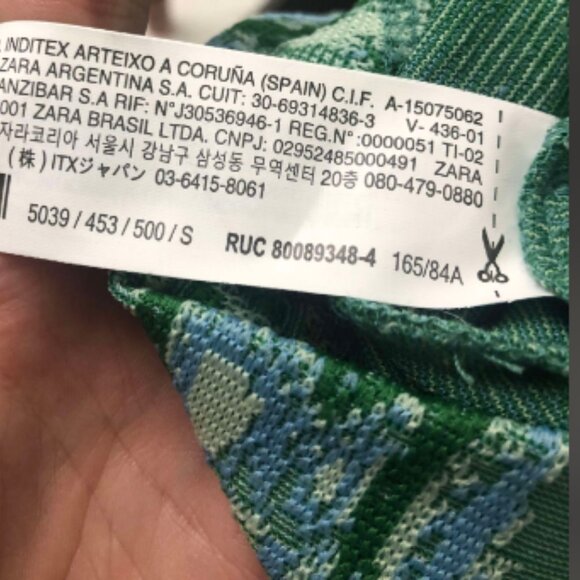 INDITEX ARTEIXO A CORUÑA (SPAIN) C.I.F. A-15075062
ZARA ARGENTINA S.A. CUIT: 30-69314836-3 V- 436-01
ANZIBAR S.A RIF: N°J30536946-1 REG.N° :0000051 TI-02
001 ZARA BRASIL LTDA. CNPJ: 02952485000491 ZARA
자라코리아 서울시 강남구 삼성동 무역센터 20층 080-479-0880
(株) ITXジャパン 03-6415-8061
5039 / 453 / 500 / S RUC 80089348-4 165/84A